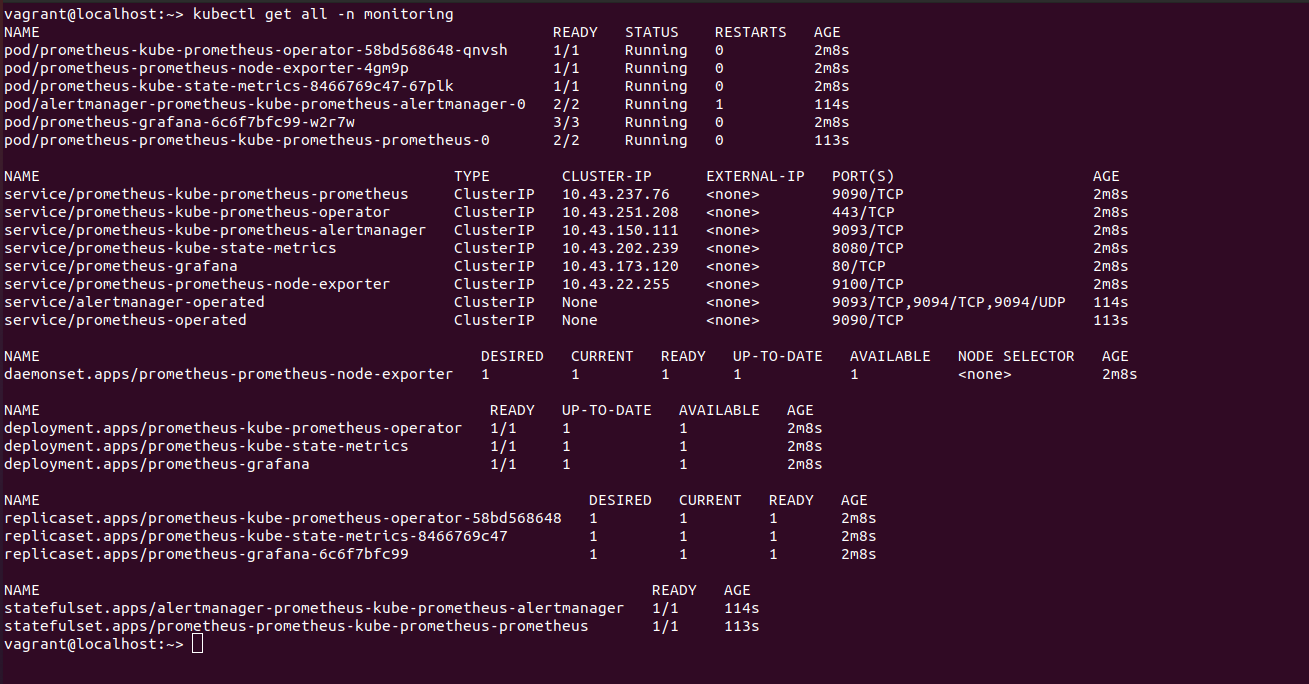 vagrant@localhost:~> kubectl get all -n monitoring
NAME READY STATUS RESTARTS AGE
pod/prometheus-kube-prometheus-operator-58bd568648-qnvsh 1/1 Running 0 2m8s
pod/prometheus-prometheus-node-exporter-4gm9p 1/1 Running 0 2m8s
pod/prometheus-kube-state-metrics-8466769c47-67plk 1/1 Running 0 2m8s
pod/alertmanager-prometheus-kube-prometheus-alertmanager-0 2/2 Running 1 114s
pod/prometheus-grafana-6c6f7bfc99-w2r7w 3/3 Running 0 2m8s
pod/prometheus-prometheus-kube-prometheus-prometheus-0 2/2 Running 0 113s
NAME TYPE CLUSTER-IP EXTERNAL-IP PORT(S) AGE
service/prometheus-kube-prometheus-prometheus ClusterIP 10.43.237.76 <none> 9090/TCP 2m8s
service/prometheus-kube-prometheus-operator ClusterIP 10.43.251.208 <none> 443/TCP 2m8s
service/prometheus-kube-prometheus-alertmanager ClusterIP 10.43.150.111 <none> 9093/TCP 2m8s
service/prometheus-kube-state-metrics ClusterIP 10.43.202.239 <none> 8080/TCP 2m8s
service/prometheus-grafana ClusterIP 10.43.173.120 <none> 80/TCP 2m8s
service/prometheus-prometheus-node-exporter ClusterIP 10.43.22.255 <none> 9100/TCP 2m8s
service/alertmanager-operated ClusterIP None <none> 9093/TCP,9094/TCP,9094/UDP 114s
service/prometheus-operated ClusterIP None <none> 9090/TCP 113s
NAME DESIRED CURRENT READY UP-TO-DATE AVAILABLE NODE SELECTOR AGE
daemonset.apps/prometheus-prometheus-node-exporter 1 1 1 1 1 <none> 2m8s
NAME READY UP-TO-DATE AVAILABLE AGE
deployment.apps/prometheus-kube-prometheus-operator 1/1 1 1 2m8s
deployment.apps/prometheus-kube-state-metrics 1/1 1 1 2m8s
deployment.apps/prometheus-grafana 1/1 1 1 2m8s
NAME DESIRED CURRENT READY AGE
replicaset.apps/prometheus-kube-prometheus-operator-58bd568648 1 1 1 2m8s
replicaset.apps/prometheus-kube-state-metrics-8466769c47 1 1 1 2m8s
replicaset.apps/prometheus-grafana-6c6f7bfc99 1 1 1 2m8s
NAME READY AGE
statefulset.apps/alertmanager-prometheus-kube-prometheus-alertmanager 1/1 114s
statefulset.apps/prometheus-prometheus-kube-prometheus-prometheus 1/1 113s
vagrant@localhost:~>